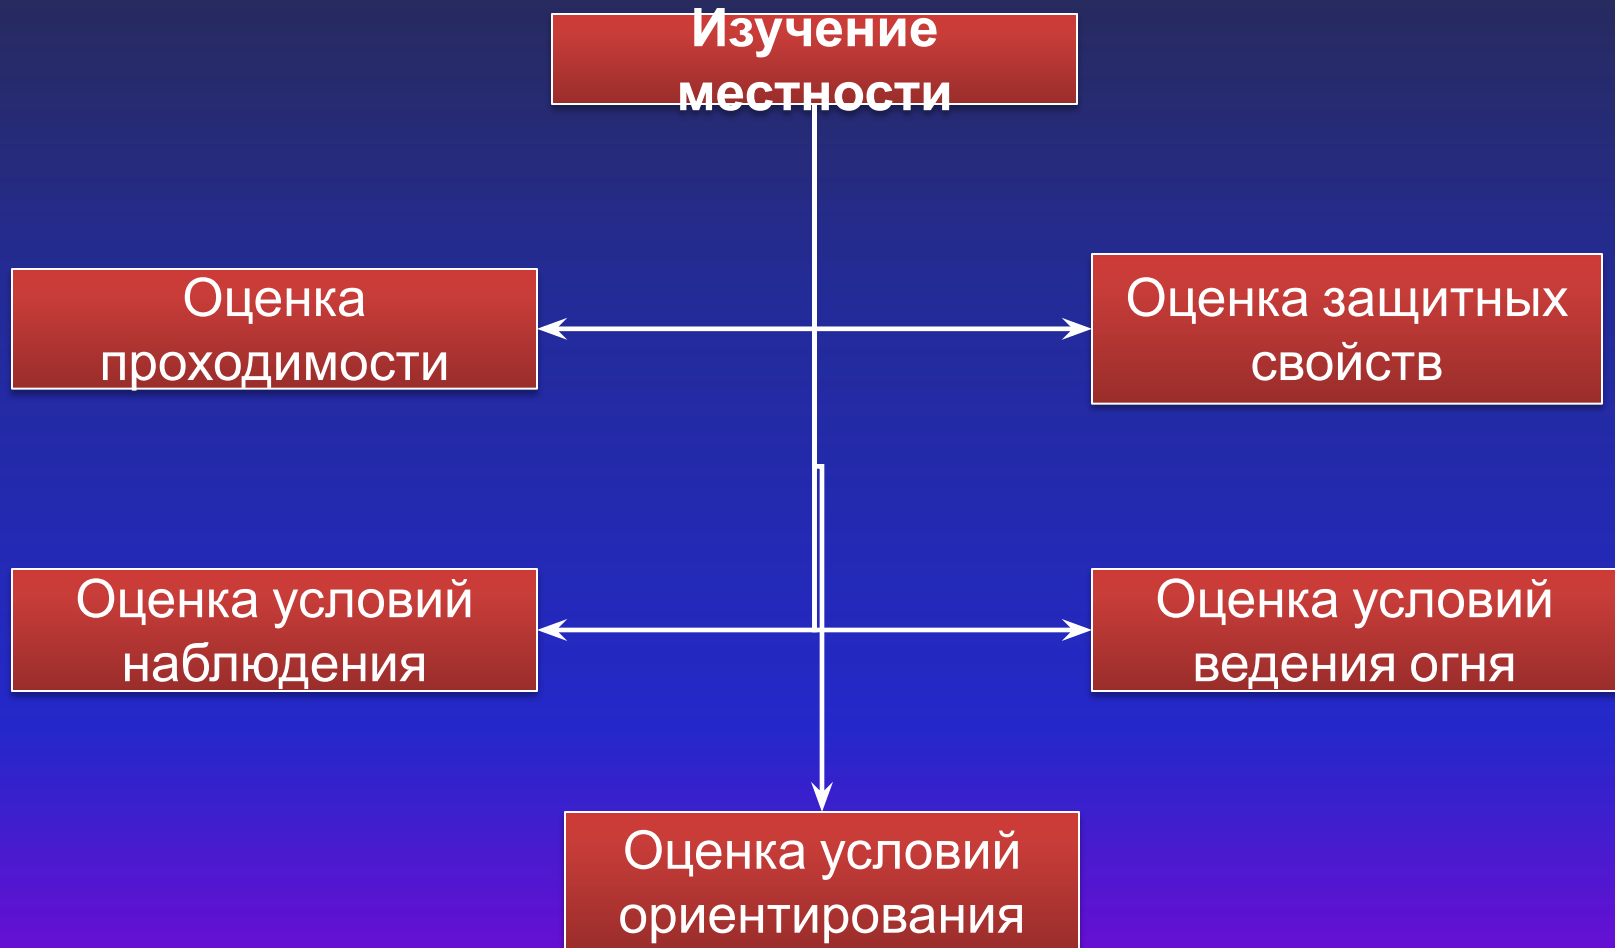 Изучение
местности
Оценка
проходимости
Оценка защитных
свойств
Оценка условий
наблюдения
Оценка условий
ведения огня
Оценка условий
ориентирования